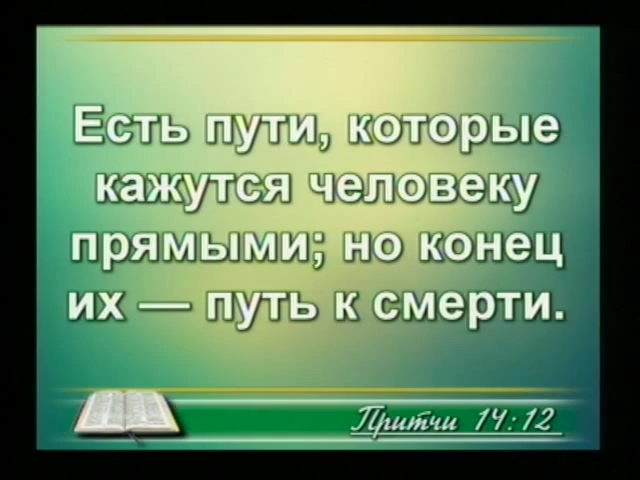 Есть пути, которые
кажутся человеку
прямыми; но конец
их — путь к смерти.
Притчи 14:12